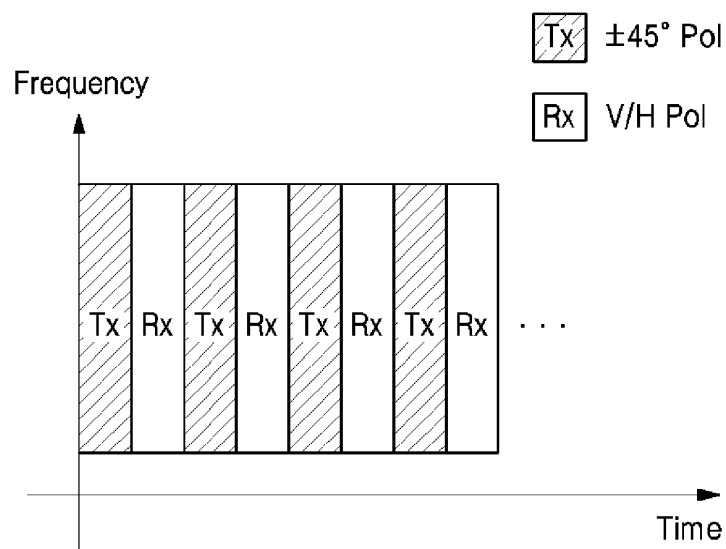 Tx ±45° Pol
Rx V/H Pol
Frequency
Tx Rx Tx Rx Tx Rx Tx Rx · · ·
Time